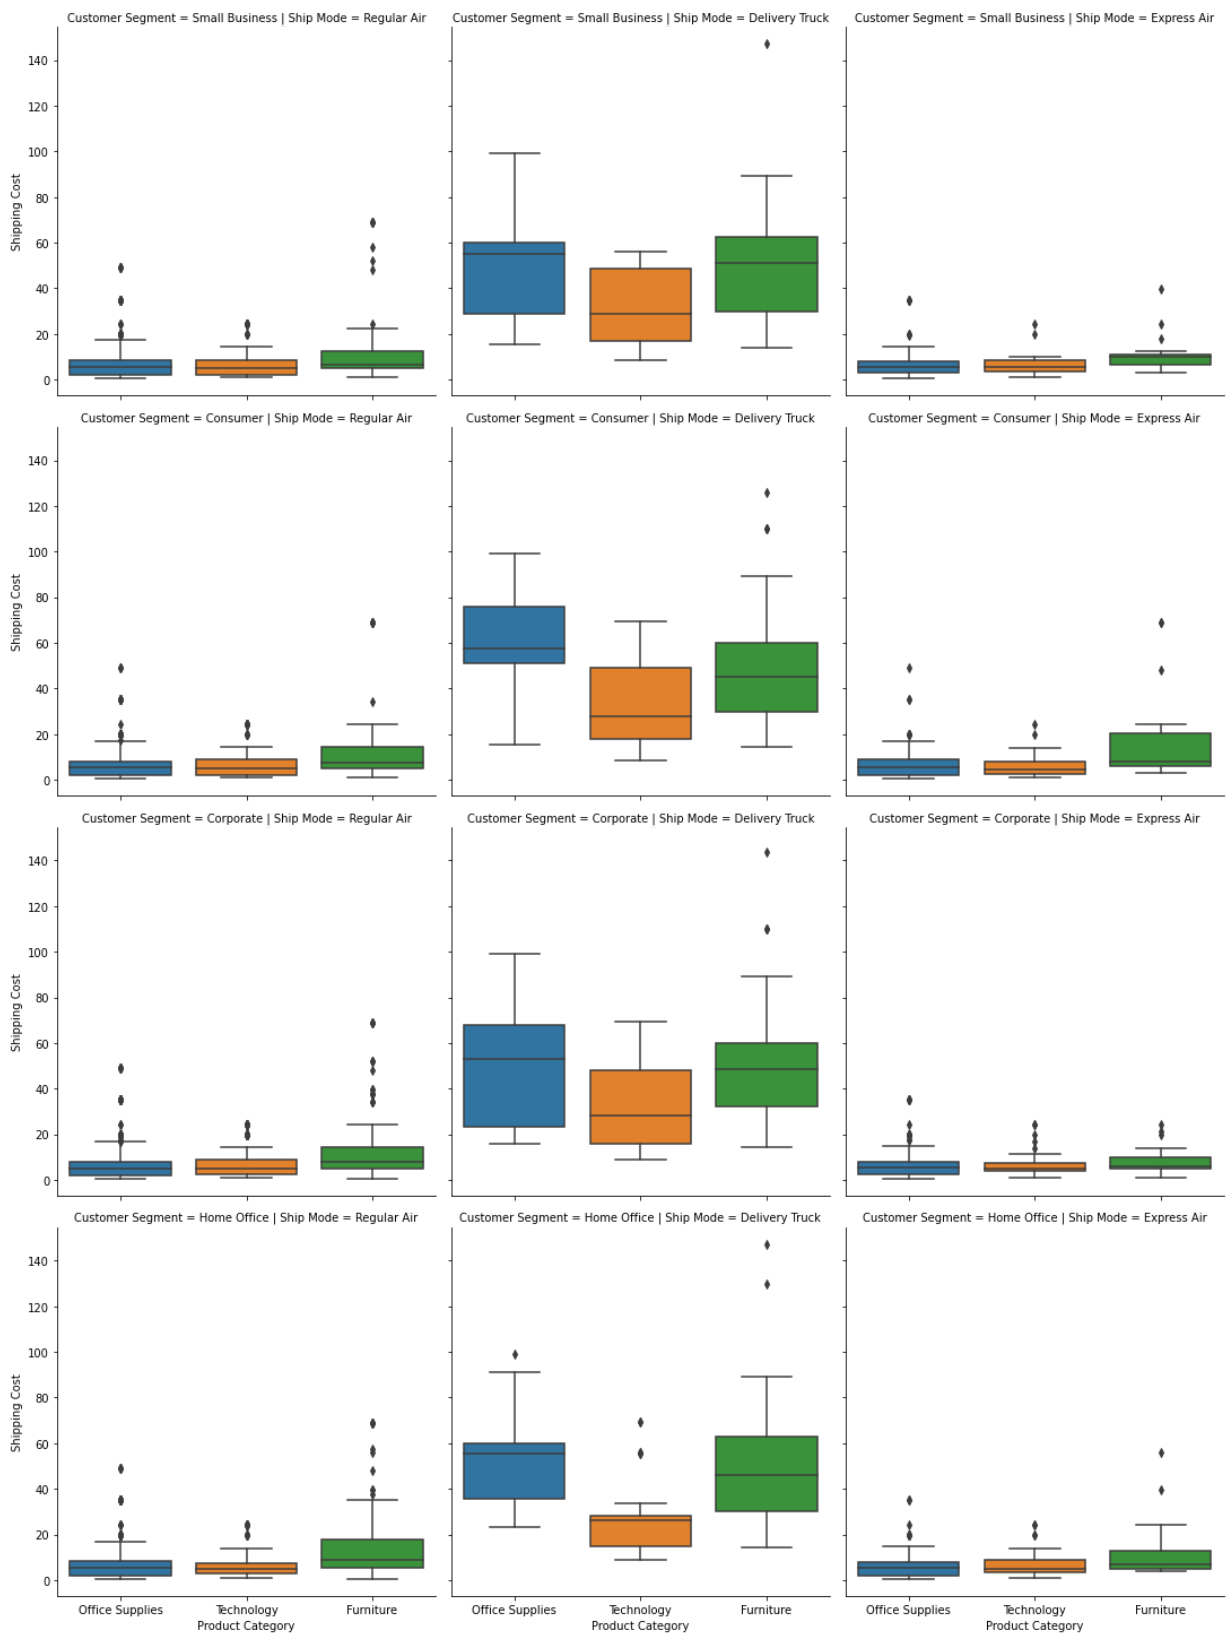 Customer Segment = Small Business | Ship Mode = Regular Air
Customer Segment = Small Business | Ship Mode = Delivery Truck
Customer Segment = Small Business | Ship Mode = Express Air
140
120
100
80
60
40
20
0
Shipping Cost
Customer Segment = Consumer | Ship Mode = Regular Air
Customer Segment = Consumer | Ship Mode = Delivery Truck
Customer Segment = Consumer | Ship Mode = Express Air
140
120
100
80
60
40
20
0
Shipping Cost
Customer Segment = Corporate | Ship Mode = Regular Air
Customer Segment = Corporate | Ship Mode = Delivery Truck
Customer Segment = Corporate | Ship Mode = Express Air
140
120
100
80
60
40
20
0
Shipping Cost
Customer Segment = Home Office | Ship Mode = Regular Air
Customer Segment = Home Office | Ship Mode = Delivery Truck
Customer Segment = Home Office | Ship Mode = Express Air
140
120
100
80
60
40
20
0
Shipping Cost
Office Supplies
Technology
Furniture
Product Category
Office Supplies
Technology
Furniture
Product Category
Office Supplies
Technology
Furniture
Product Category